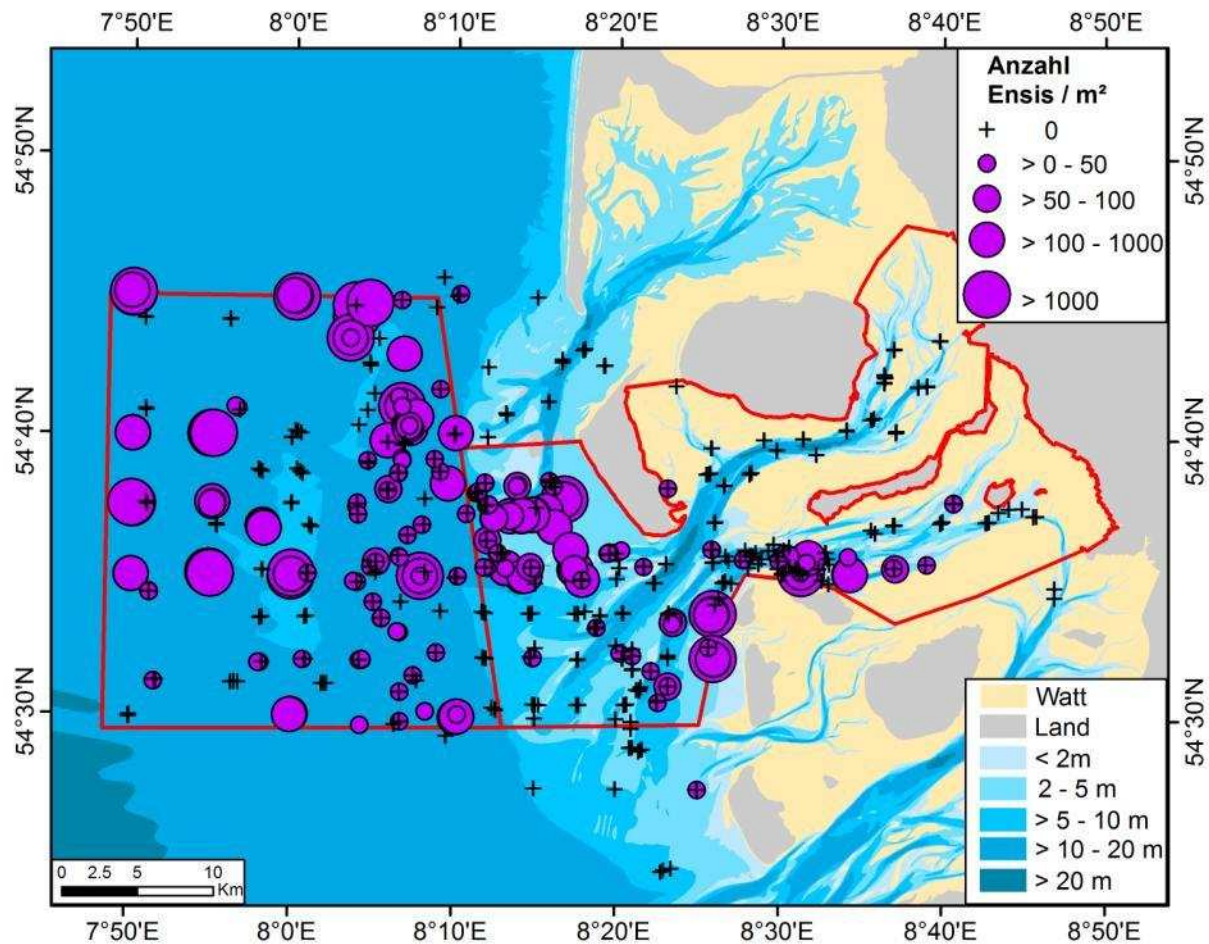 7°50'E 8°0'E 8°10'E 8°20'E 8°30'E 8°40'E 8°50'E
Anzahl
Ensis / m²
0
> 0 - 50
> 50 - 100
> 100 - 1000
> 1000
54°50'N 54°50'N
54°40'N 54°40'N
54°30'N 54°30'N
Watt
Land
< 2m
2 - 5 m
> 5 - 10 m
> 10 - 20 m
> 20 m
0 2.5 5 10
Km
7°50'E 8°0'E 8°10'E 8°20'E 8°30'E 8°40'E 8°50'E